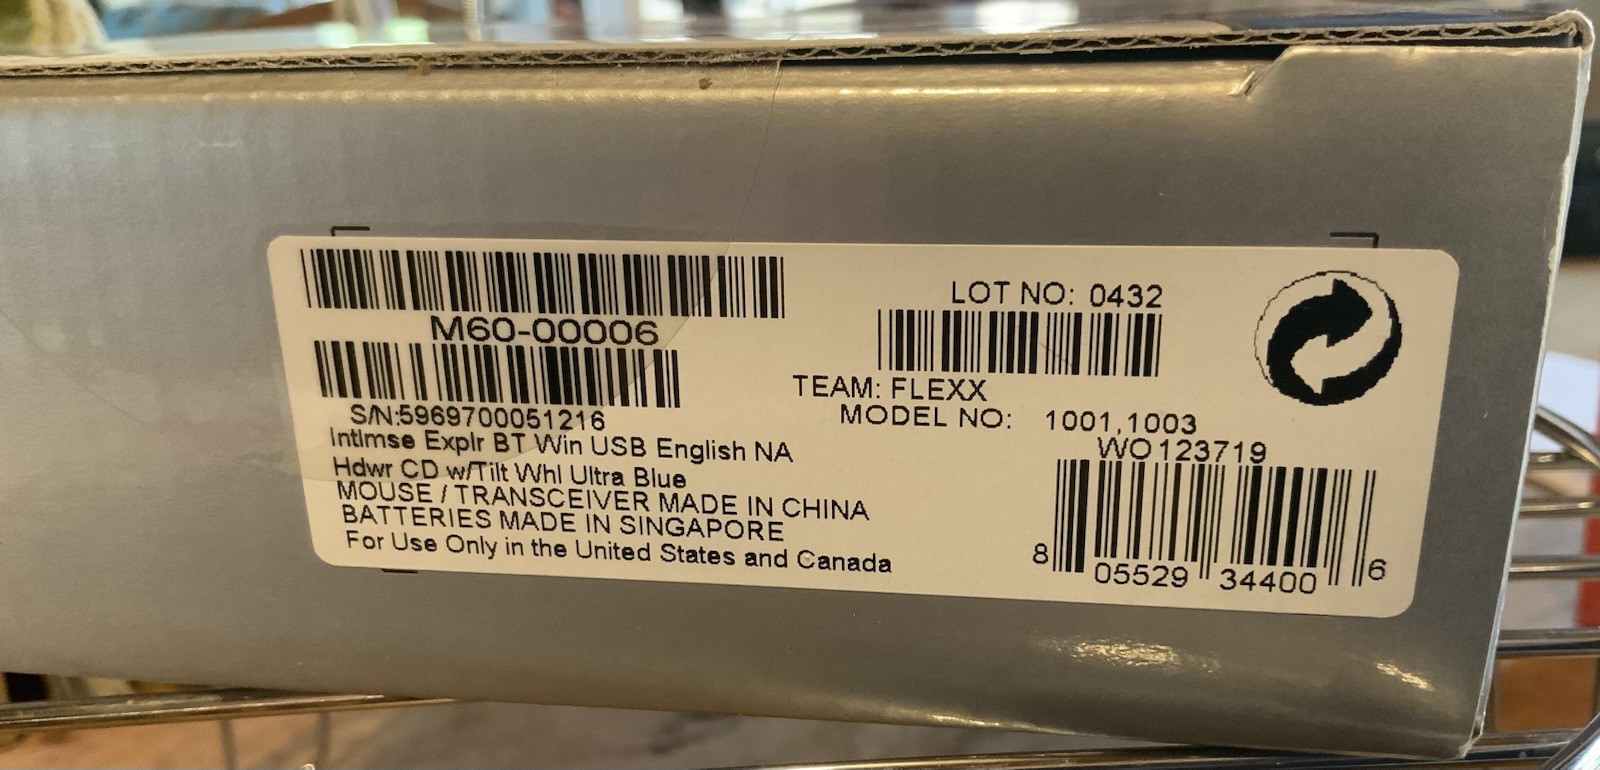 M60-00006
S/N:5969700051216
IntlMse Explr BT Win USB English NA
Hdwr CD w/Tilt Whl Ultra Blue
MOUSE / TRANSCEIVER MADE IN CHINA
BATTERIES MADE IN SINGAPORE
For Use Only in the United States and Canada
LOT NO: 0432
TEAM: FLEXX
MODEL NO: 1001,1003
WO123719
8 05529 34400 6